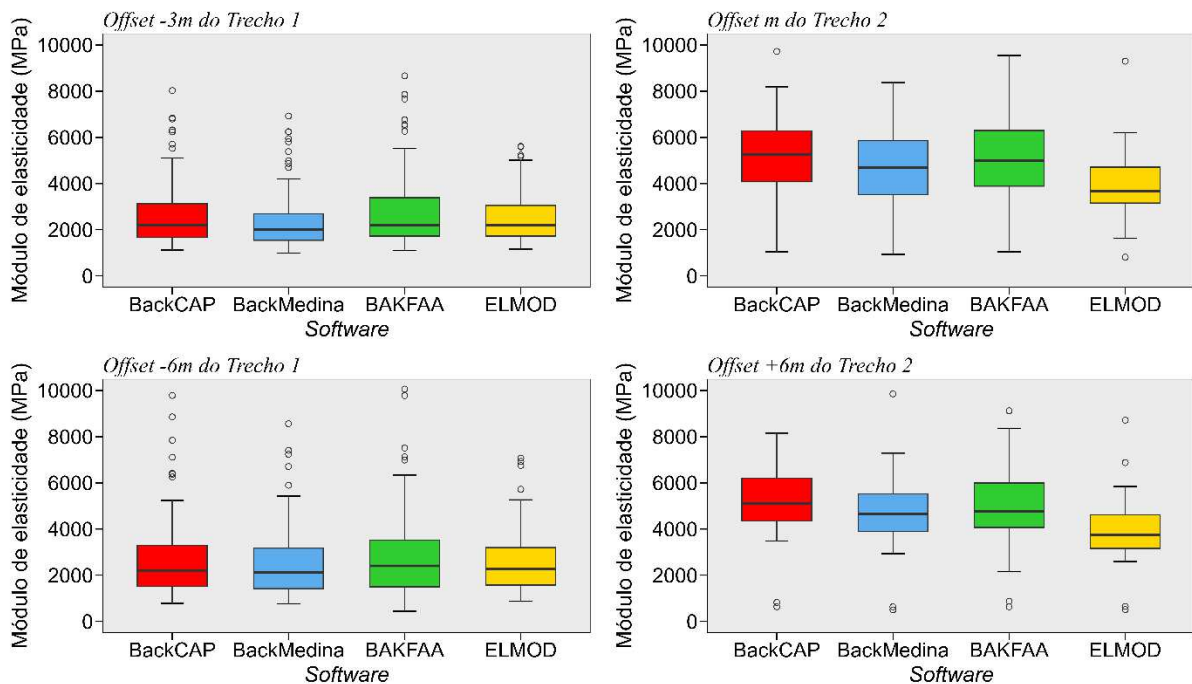 Offset -3m do Trecho 1
Módulo de elasticidade (MPa)
10000
8000
6000
4000
2000
0
BackCAP BackMedina BAKFAA ELMOD
Software
Offset m do Trecho 2
Módulo de elasticidade (MPa)
10000
8000
6000
4000
2000
0
BackCAP BackMedina BAKFAA ELMOD
Software
Offset -6m do Trecho 1
Módulo de elasticidade (MPa)
10000
8000
6000
4000
2000
0
BackCAP BackMedina BAKFAA ELMOD
Software
Offset +6m do Trecho 2
Módulo de elasticidade (MPa)
10000
8000
6000
4000
2000
0
BackCAP BackMedina BAKFAA ELMOD
Software